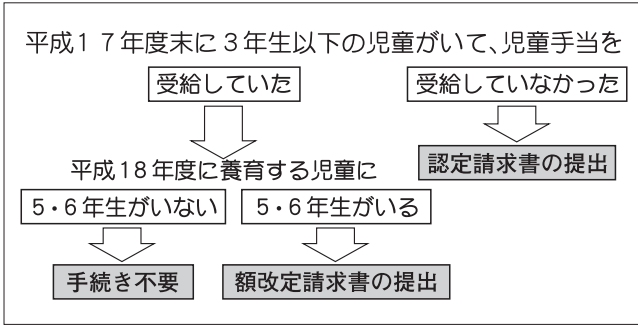 平成１７年度末に３年生以下の児童がいて、児童手当を
受給していた
受給していなかった
認定請求書の提出
平成18年度に養育する児童に
５・６年生がいない
５・６年生がいる
手続き不要
額改定請求書の提出